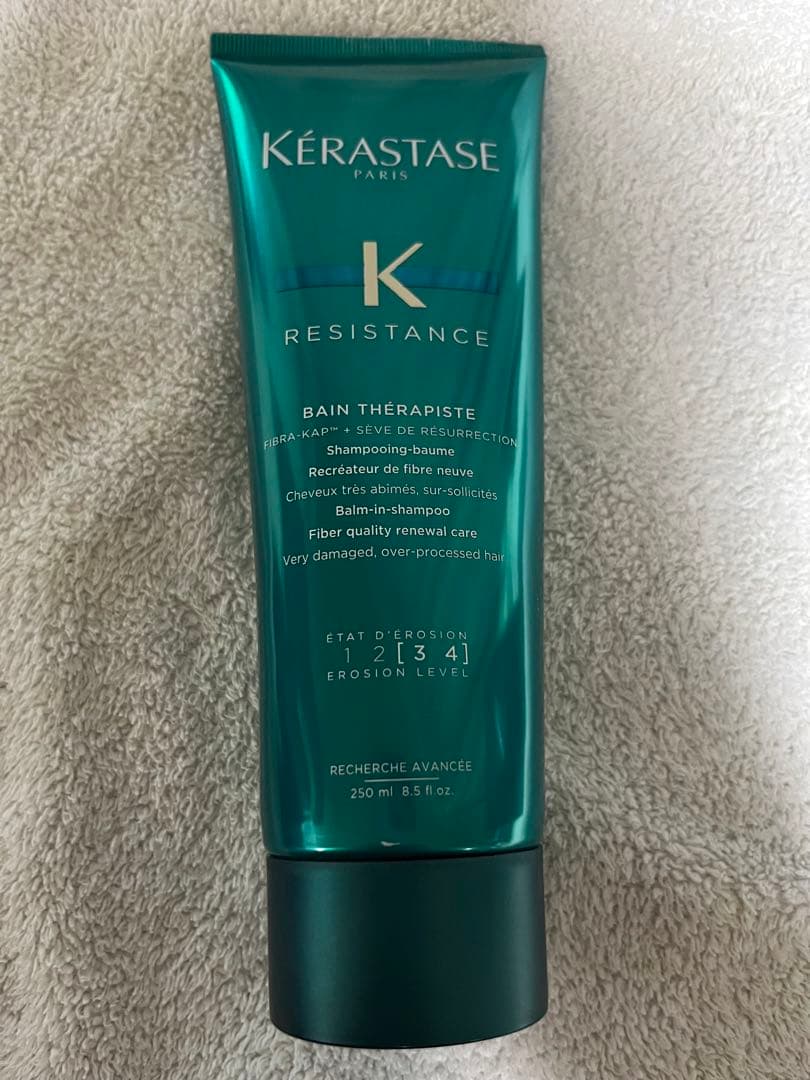 KÉRASTASE
PARIS
K
RESISTANCE
BAIN THÉRAPISTE
FIBRA-KAP™ + SÈVE DE RÉSURRECTION
Shampooing-baume
Recréateur de fibre neuve
Cheveux très abîmés, sur-sollicités
Balm-in-shampoo
Fiber quality renewal care
Very damaged, over-processed hair
ÉTAT D'ÉROSION
1 2 [3 4]
EROSION LEVEL
RECHERCHE AVANCÉE
250 ml 8.5 fl.oz.